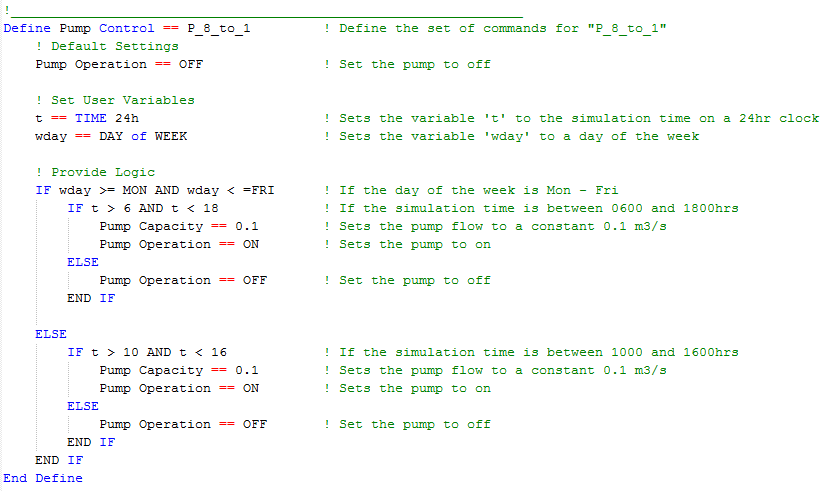 !
Define Pump Control == P_8_to_1 ! Define the set of commands for "P_8_to_1"
! Default Settings
Pump Operation == OFF ! Set the pump to off
! Set User Variables
t == TIME 24h ! Sets the variable 't' to the simulation time on a 24hr clock
wday == DAY of WEEK ! Sets the variable 'wday' to a day of the week
! Provide Logic
IF wday >= MON AND wday < =FRI ! If the day of the week is Mon - Fri
IF t > 6 AND t < 18 ! If the simulation time is between 0600 and 1800hrs
Pump Capacity == 0.1 ! Sets the pump flow to a constant 0.1 m3/s
Pump Operation == ON ! Sets the pump to on
ELSE
Pump Operation == OFF ! Set the pump to off
END IF
ELSE
IF t > 10 AND t < 16 ! If the simulation time is between 1000 and 1600hrs
Pump Capacity == 0.1 ! Sets the pump flow to a constant 0.1 m3/s
Pump Operation == ON ! Sets the pump to on
ELSE
Pump Operation == OFF ! Set the pump to off
END IF
END IF
End Define